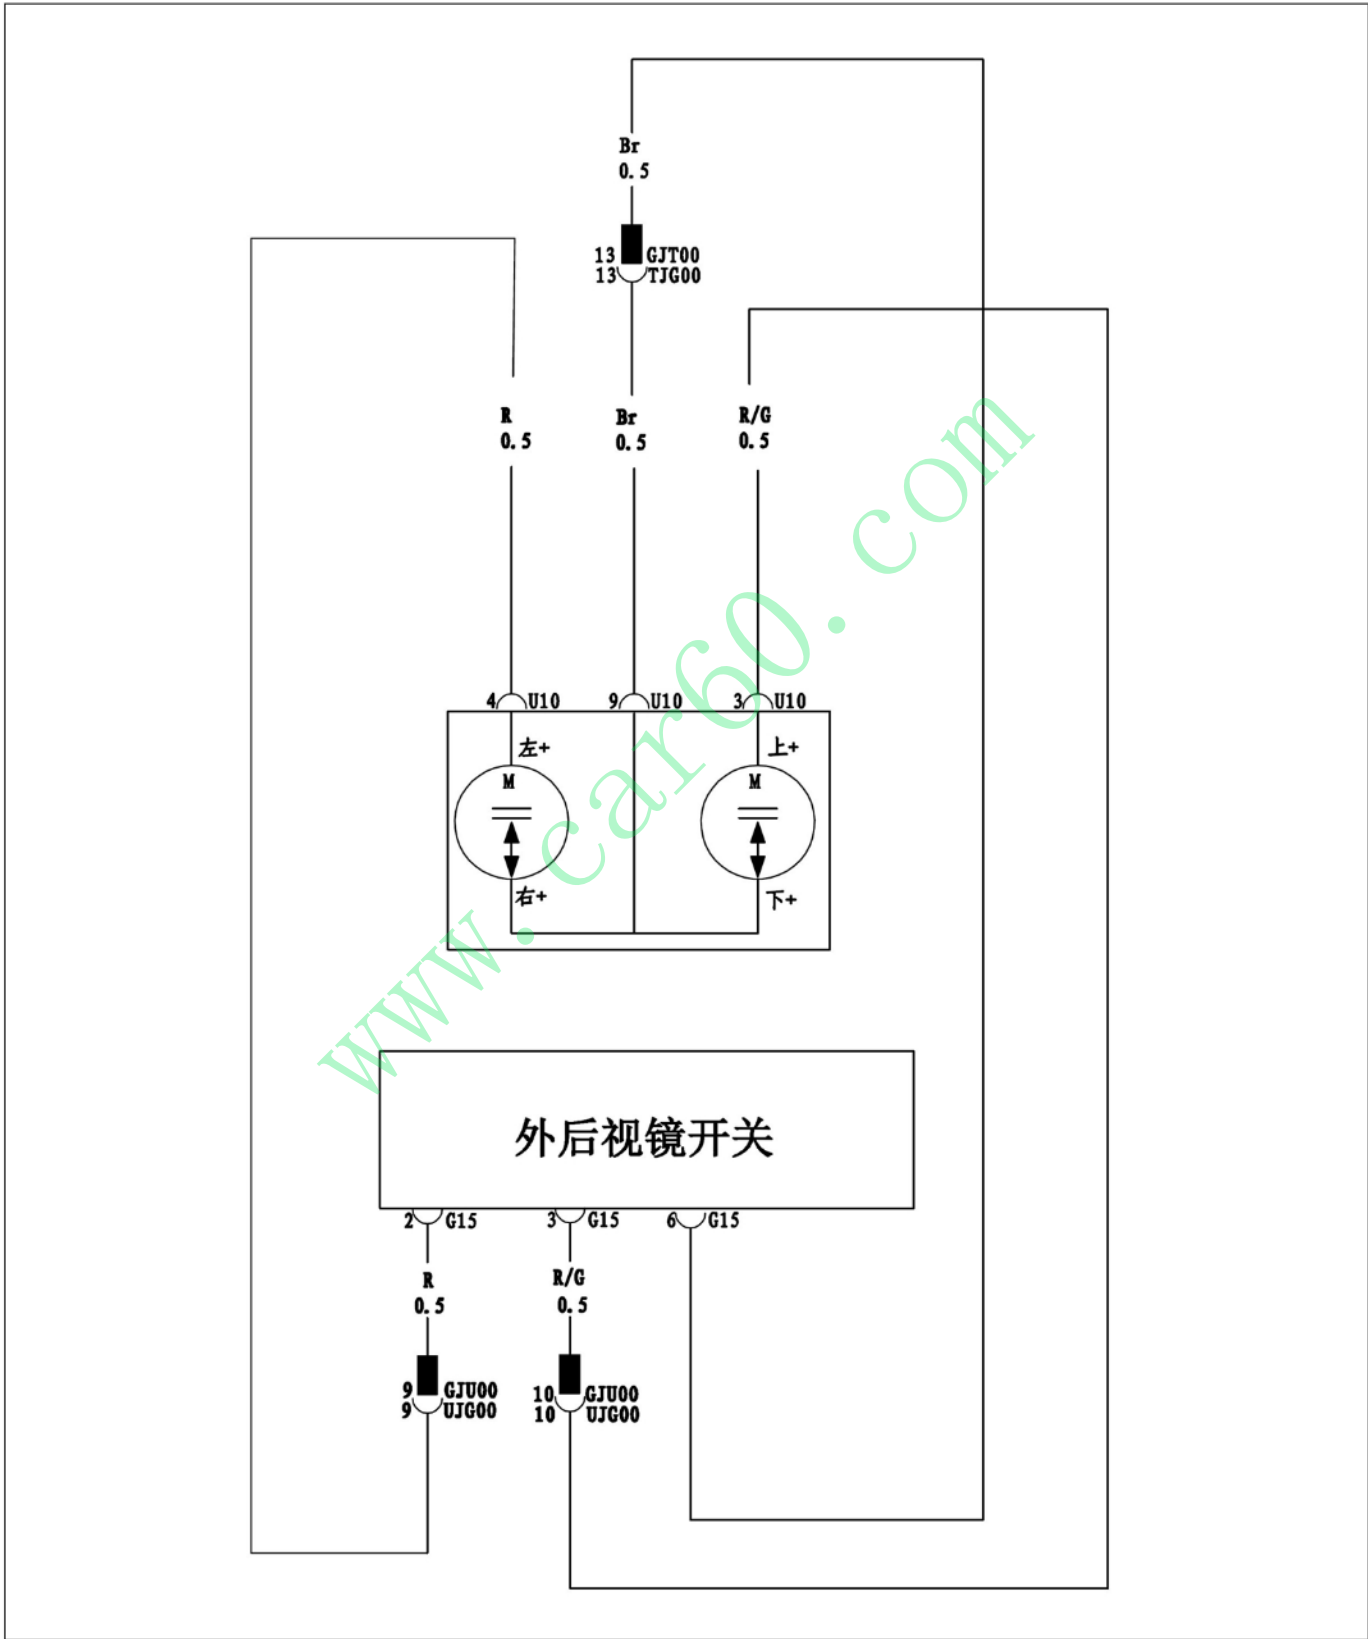 Br
0.5
13 GJT00
13 TJG00
R
0.5
Br
0.5
R/G
0.5
4 U10
9 U10
3 U10
左+
上+
M
M
右+
下+
www.car60.com
外后视镜开关
2 G15
3 G15
6 G15
R
0.5
R/G
0.5
9 GJU00
9 UJG00
10 GJU00
10 UJG00